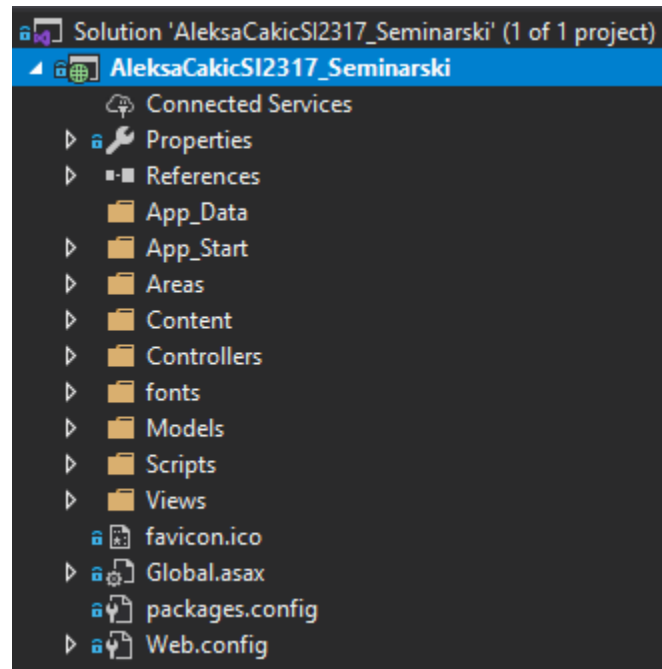 Solution 'AleksaCakicSI2317_Seminarski' (1 of 1 project)
AleksaCakicSI2317_Seminarski
Connected Services
Properties
References
App_Data
App_Start
Areas
Content
Controllers
fonts
Models
Scripts
Views
favicon.ico
Global.asax
packages.config
Web.config